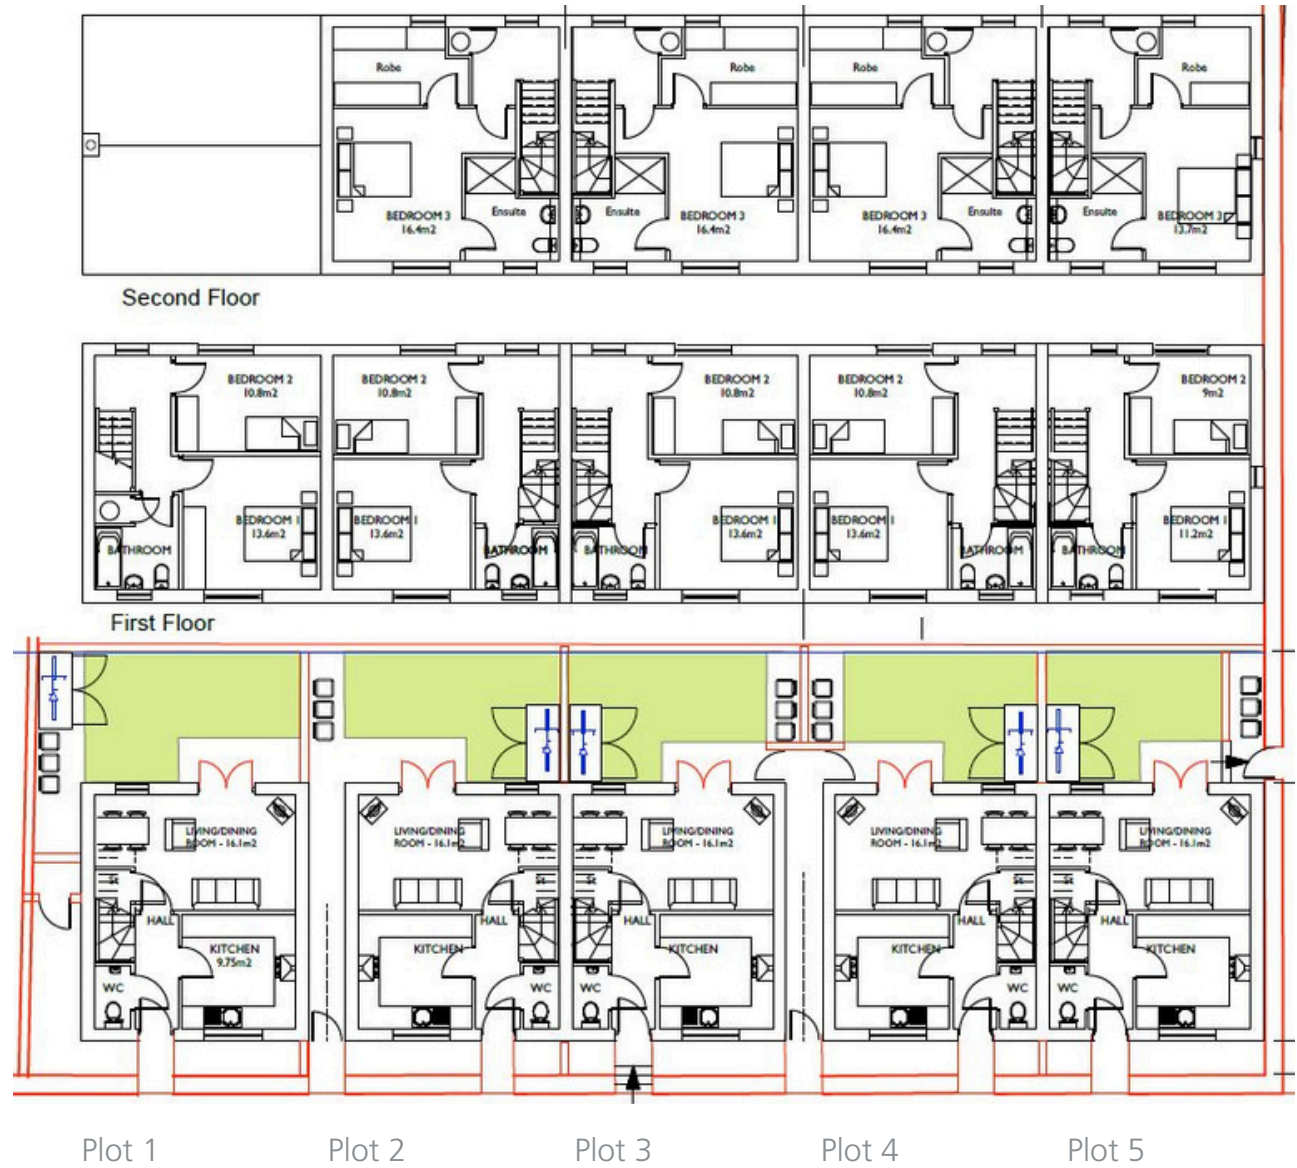 Robe
Robe
Robe
Robe
Ensuite
Ensuite
Ensuite
Ensuite
BEDROOM 3
16.4m2
BEDROOM 3
16.4m2
BEDROOM 3
16.4m2
BEDROOM 3
13.7m2
Second Floor
BEDROOM 2
10.8m2
BEDROOM 2
10.8m2
BEDROOM 2
10.8m2
BEDROOM 2
10.8m2
BEDROOM 2
9m2
BEDROOM 1
13.6m2
BEDROOM 1
13.6m2
BEDROOM 1
13.6m2
BEDROOM 1
13.6m2
BEDROOM 1
11.2m2
BATHROOM
BATHROOM
BATHROOM
BATHROOM
BATHROOM
First Floor
LIVING/DINING
ROOM - 16.1m2
LIVING/DINING
ROOM - 16.1m2
LIVING/DINING
ROOM - 16.1m2
LIVING/DINING
ROOM - 16.1m2
LIVING/DINING
ROOM - 16.1m2
St
St
St
St
St
HALL
HALL
HALL
HALL
HALL
KITCHEN
9.75m2
KITCHEN
KITCHEN
KITCHEN
KITCHEN
WC
WC
WC
WC
WC
Plot 1
Plot 2
Plot 3
Plot 4
Plot 5